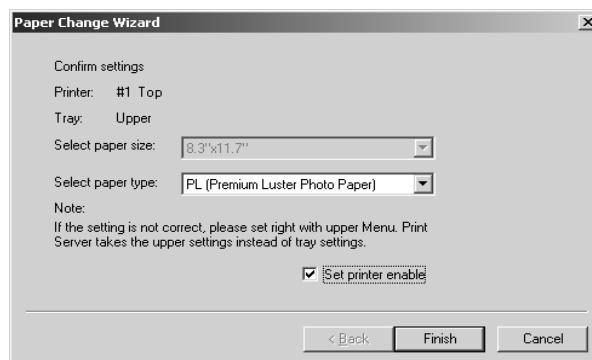 Paper Change Wizard
Confirm settings
Printer: #1 Top
Tray: Upper
Select paper size: 8.3"x11.7"
Select paper type: PL (Premium Luster Photo Paper)
Note:
If the setting is not correct, please set right with upper Menu. Print
Server takes the upper settings instead of tray settings.
Set printer enable
< Back Finish Cancel